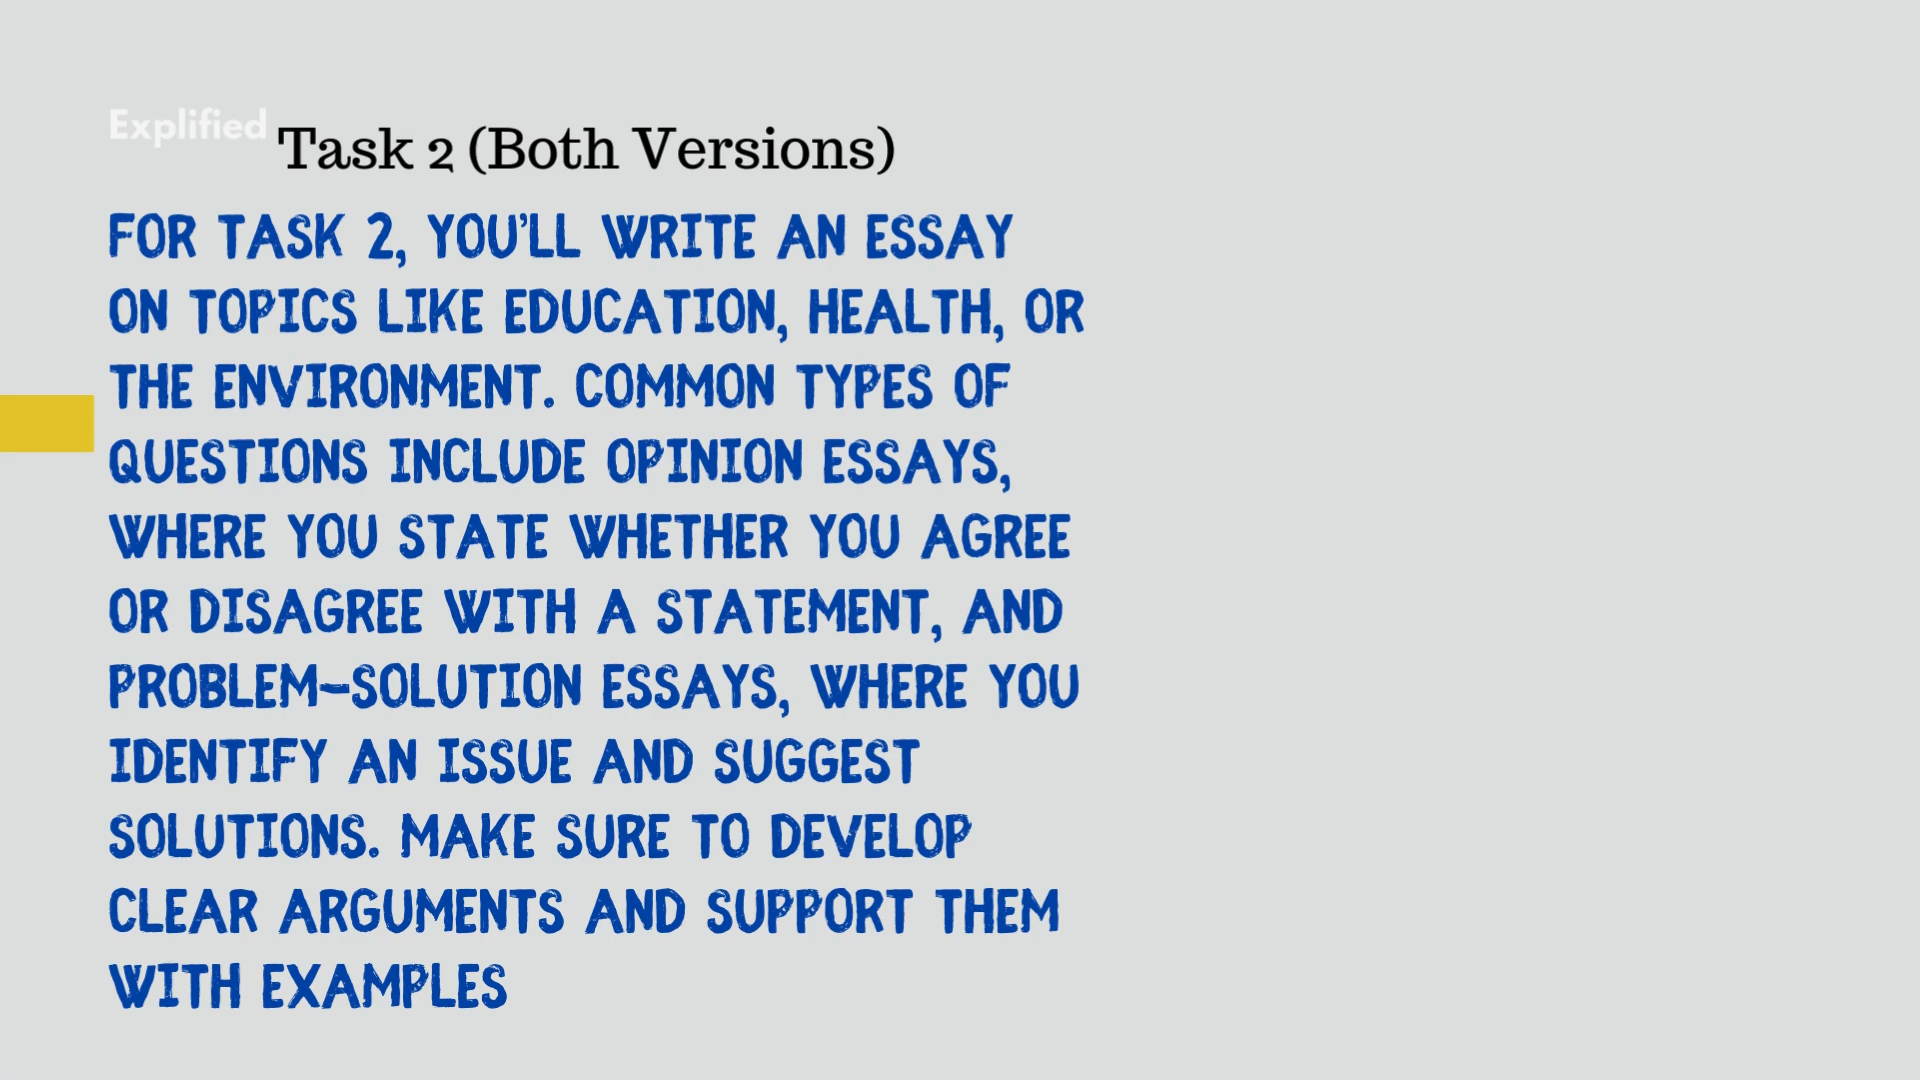 Explified
Task 2 (Both Versions)
FOR TASK 2, YOU'LL WRITE AN ESSAY
ON TOPICS LIKE EDUCATION, HEALTH, OR
THE ENVIRONMENT. COMMON TYPES OF
QUESTIONS INCLUDE OPINION ESSAYS,
WHERE YOU STATE WHETHER YOU AGREE
OR DISAGREE WITH A STATEMENT, AND
PROBLEM-SOLUTION ESSAYS, WHERE YOU
IDENTIFY AN ISSUE AND SUGGEST
SOLUTIONS. MAKE SURE TO DEVELOP
CLEAR ARGUMENTS AND SUPPORT THEM
WITH EXAMPLES